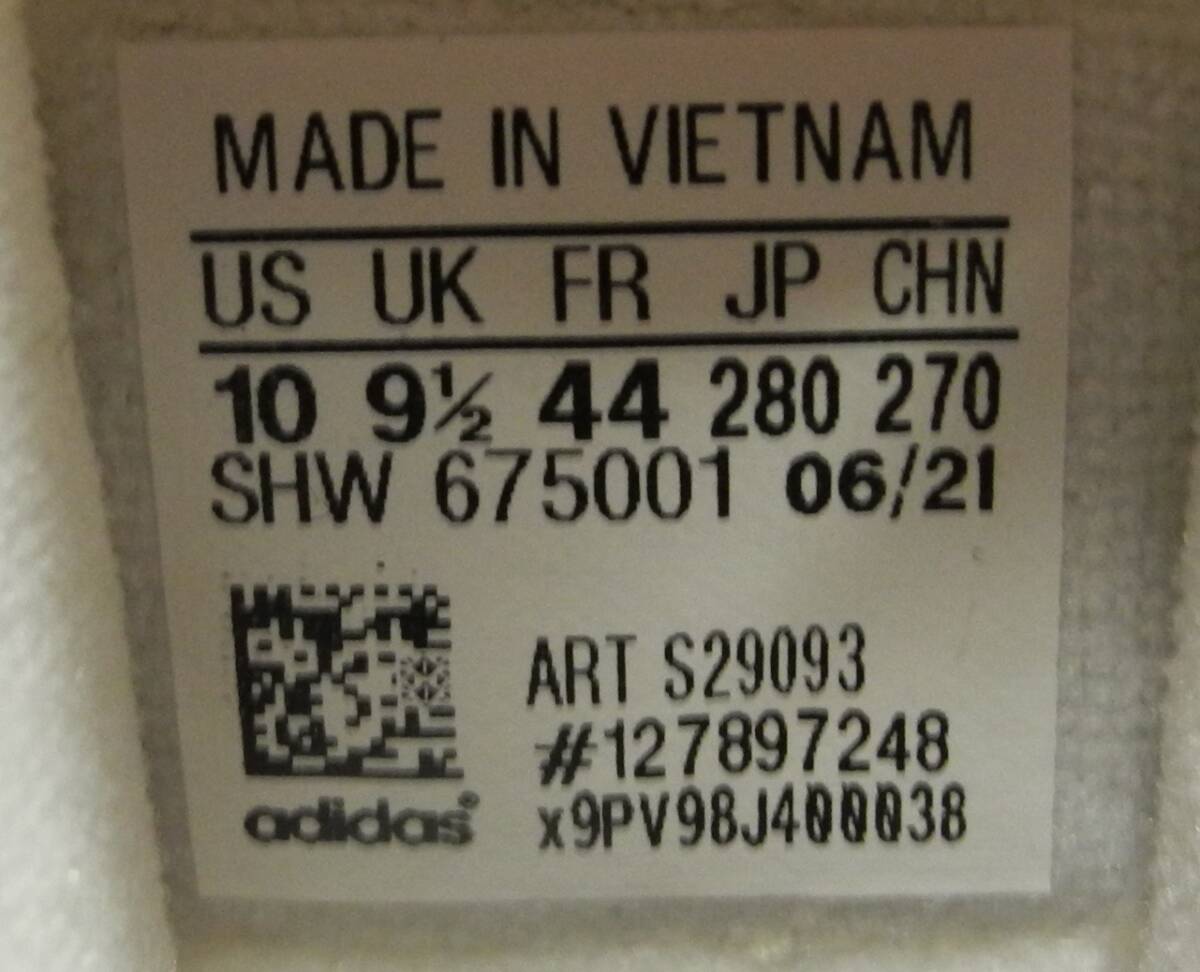 MADE IN VIETNAM
US UK FR JP CHN
10 9½ 44 280 270
SHW 675001 06/21
ART S29093
#127897248
x9PV98J400038
adidas®